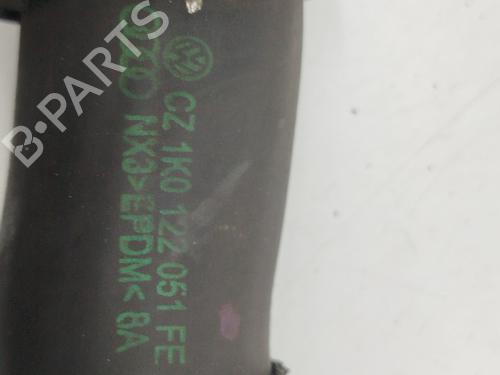 CZ 1K0 122 051 FE
NX3>EPDM<8A
B-PARTS